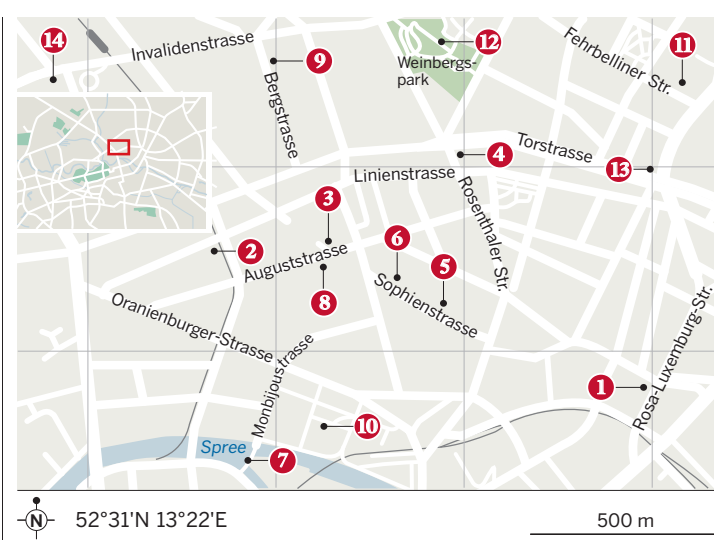 14
Invalidenstrasse
9
Bergstrasse
12
Weinbergs-
park
Fehrbelliner Str.
11
4
Torstrasse
13
Linienstrasse
Rosenthaler Str.
3
2
Auguststrasse
6
5
8
Sophienstrasse
Oranienburger-Strasse
Monbijoustrasse
Rosa-Luxemburg-Str.
1
10
Spree
7
N
52°31'N 13°22'E
500 m